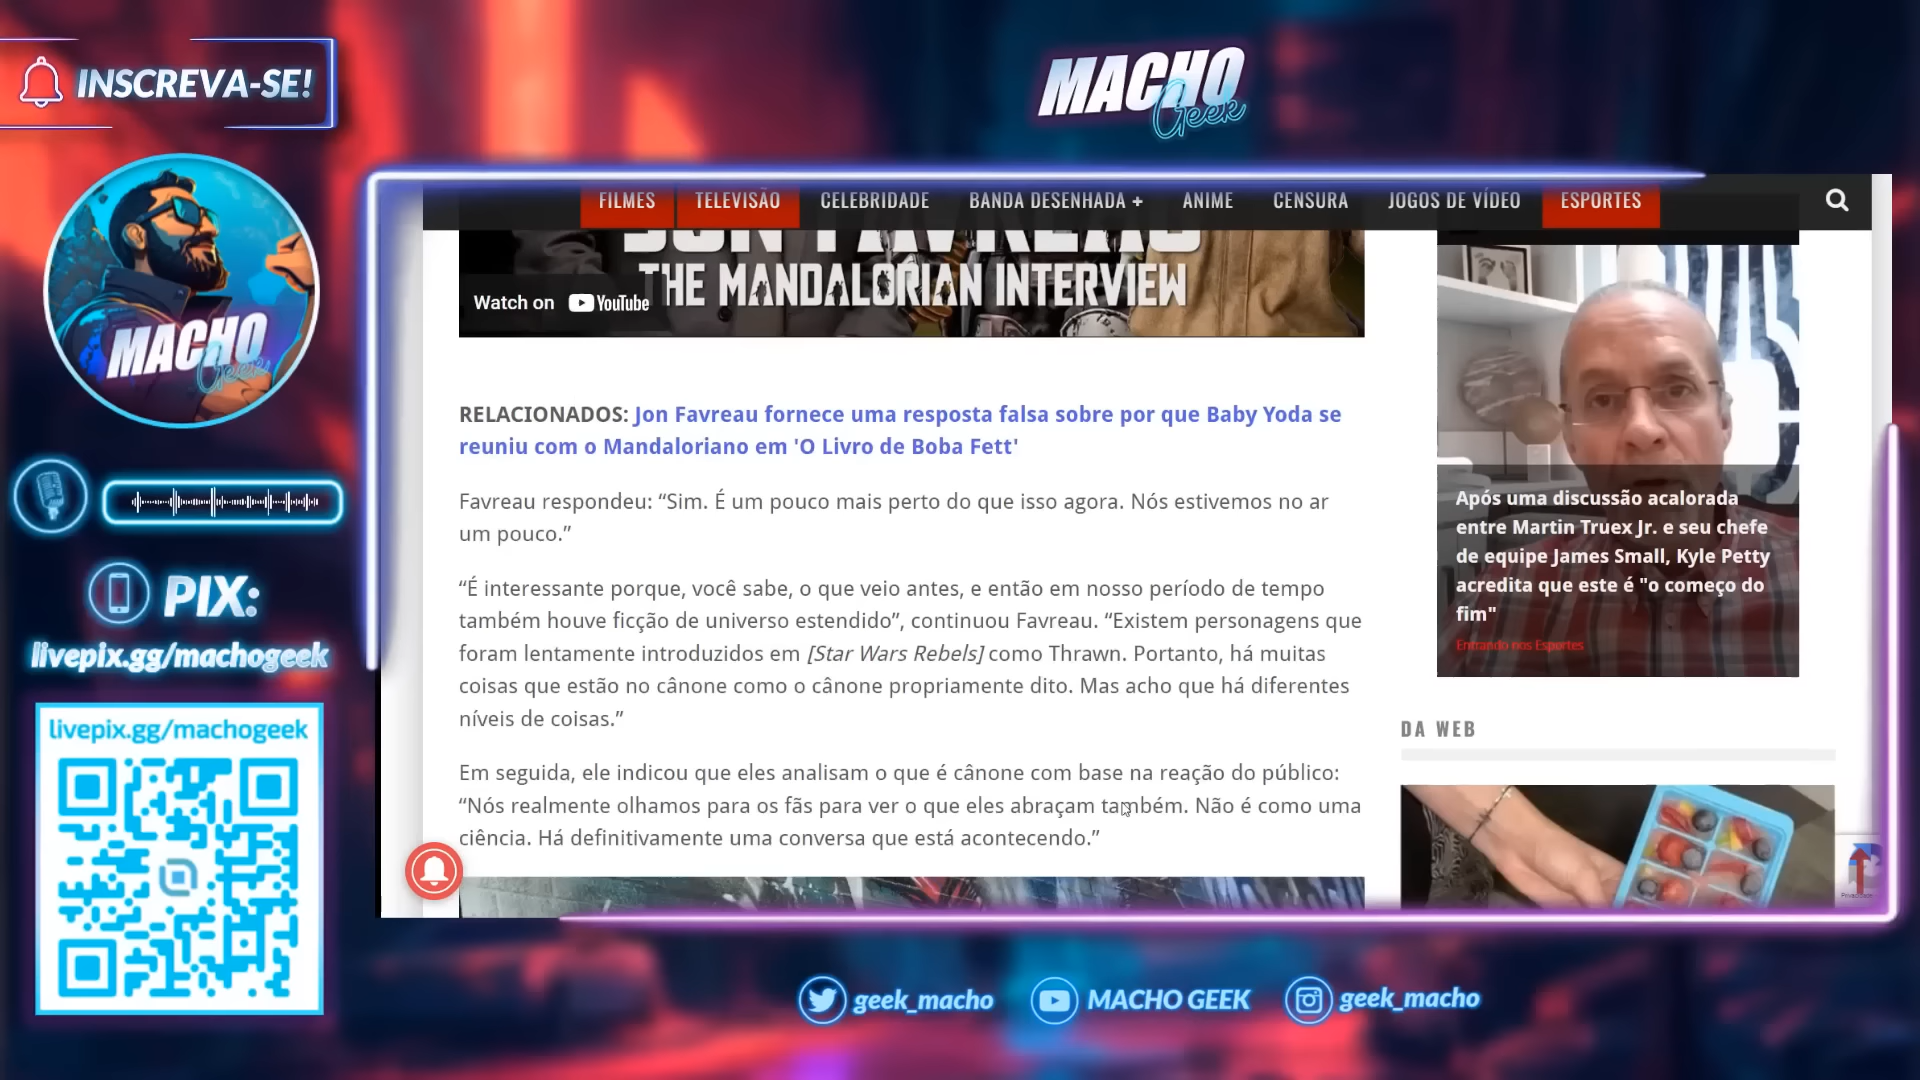 INSCREVA-SE!
MACHO
Geek
MACHO
Geek
PIX:
livepix.gg/machogeek
livepix.gg/machogeek
FILMES TELEVISÃO CELEBRIDADE BANDA DESENHADA + ANIME CENSURA JOGOS DE VÍDEO ESPORTES
JON FAVREAU
THE MANDALORIAN INTERVIEW
Watch on YouTube
RELACIONADOS: Jon Favreau fornece uma resposta falsa sobre por que Baby Yoda se
reuniu com o Mandaloriano em 'O Livro de Boba Fett'
Favreau respondeu: “Sim. É um pouco mais perto do que isso agora. Nós estivemos no ar
um pouco.”
“É interessante porque, você sabe, o que veio antes, e então em nosso período de tempo
também houve ficção de universo estendido”, continuou Favreau. “Existem personagens que
foram lentamente introduzidos em [Star Wars Rebels] como Thrawn. Portanto, há muitas
coisas que estão no cânone como o cânone propriamente dito. Mas acho que há diferentes
níveis de coisas.”
Em seguida, ele indicou que eles analisam o que é cânone com base na reação do público:
“Nós realmente olhamos para os fãs para ver o que eles abraçam também. Não é como uma
ciência. Há definitivamente uma conversa que está acontecendo.”
Após uma discussão acalorada
entre Martin Truex Jr. e seu chefe
de equipe James Small, Kyle Petty
acredita que este é "o começo do
fim"
Entrando nos Esportes
DA WEB
geek_macho
MACHO GEEK
geek_macho